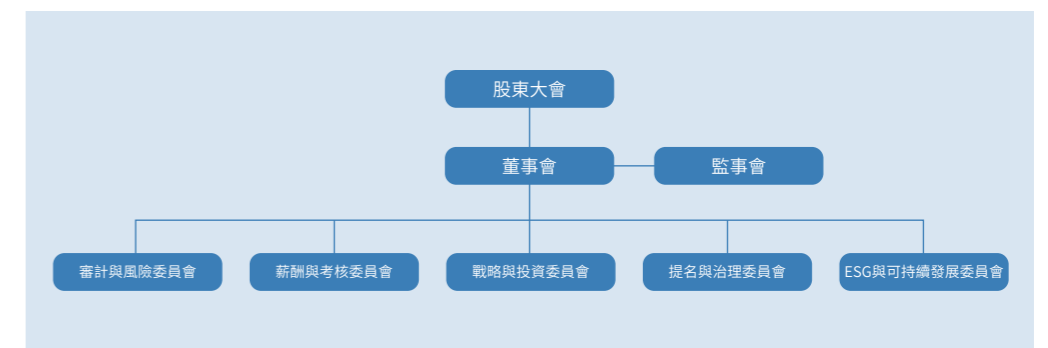 股東大會
董事會
監事會
審計與風險委員會
薪酬與考核委員會
戰略與投資委員會
提名與治理委員會
ESG與可持續發展委員會